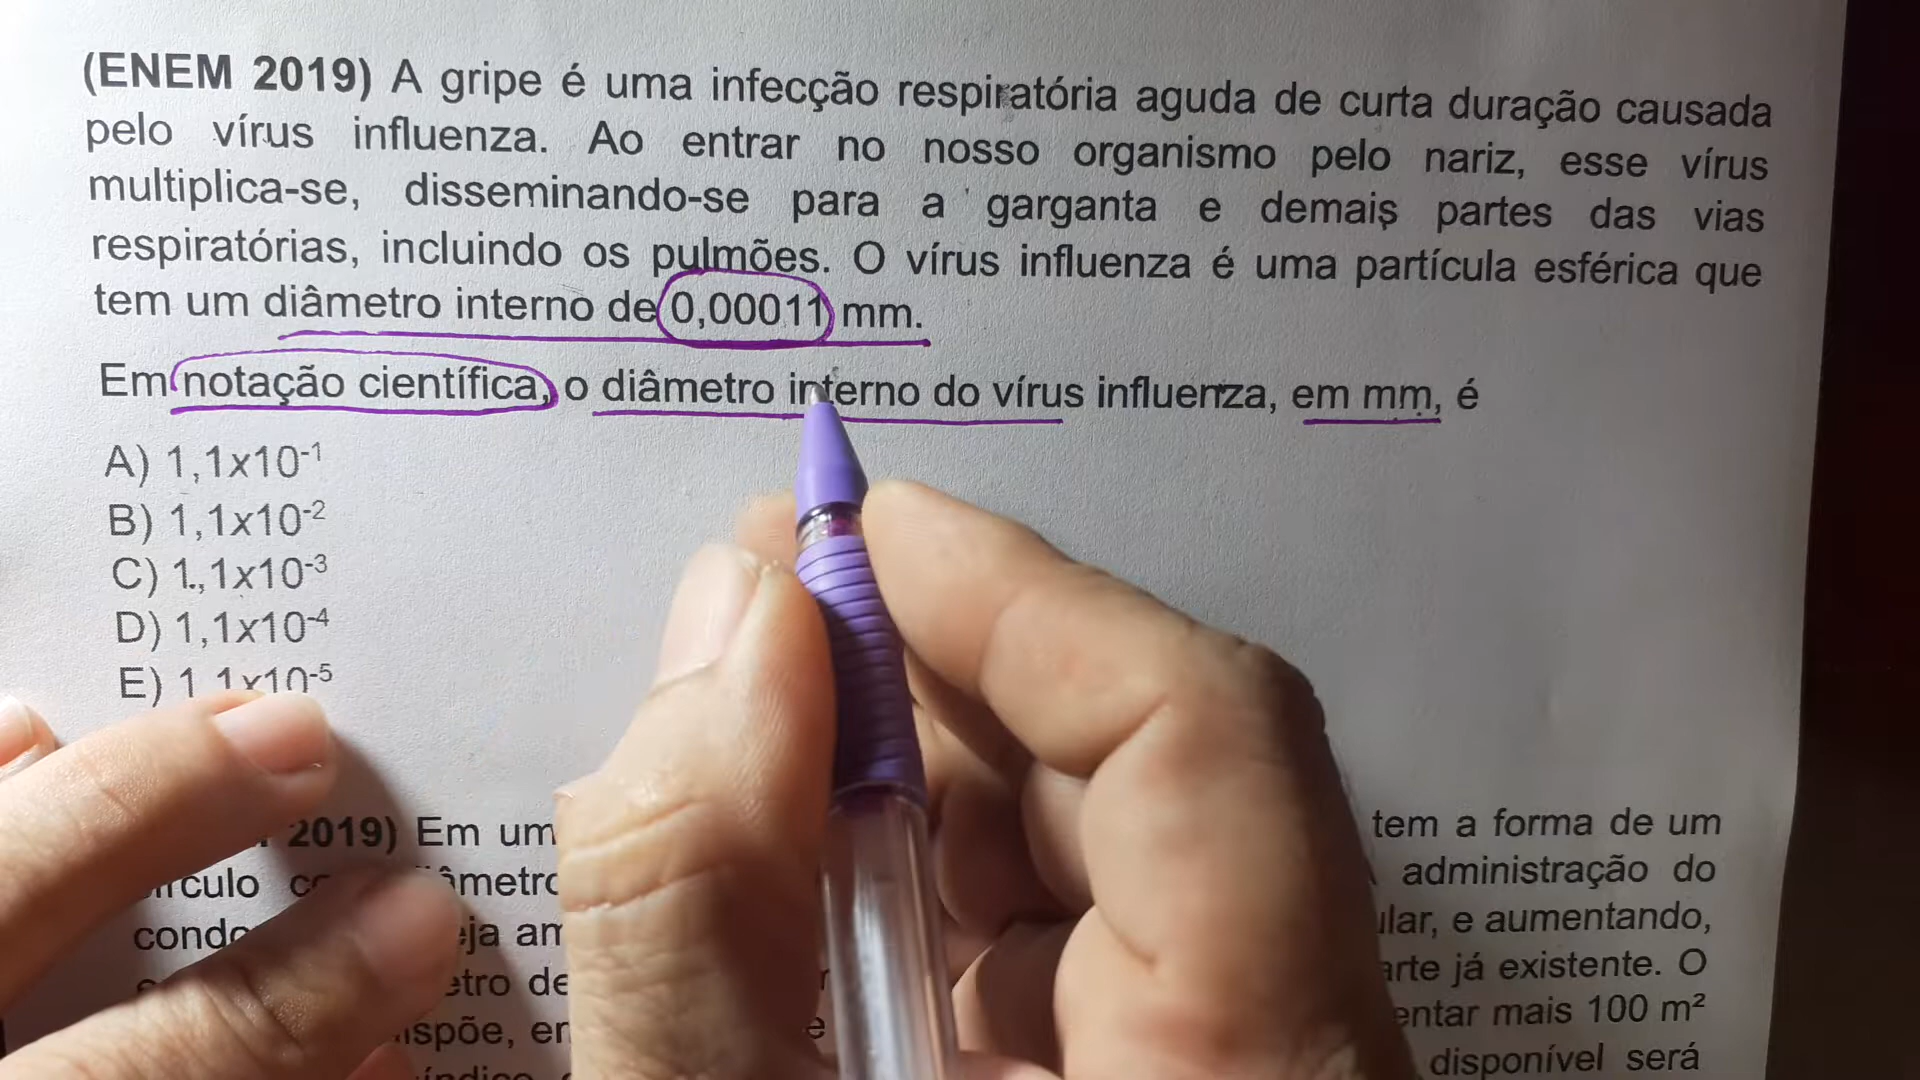 (ENEM 2019) A gripe é uma infecção respiratória aguda de curta duração causada
pelo vírus influenza. Ao entrar no nosso organismo pelo nariz, esse vírus
multiplica-se, disseminando-se para a garganta e demais partes das vias
respiratórias, incluindo os pulmões. O vírus influenza é uma partícula esférica que
tem um diâmetro interno de 0,00011 mm.
Em notação científica, o diâmetro interno do vírus influenza, em mm, é
A) 1,1x10⁻¹
B) 1,1x10⁻²
C) 1,1x10⁻³
D) 1,1x10⁻⁴
E) 1,1x10⁻⁵
2019) Em um tem a forma de um
administração do
e aumentando,
já existente. O
de mais 100 m²
disponível será